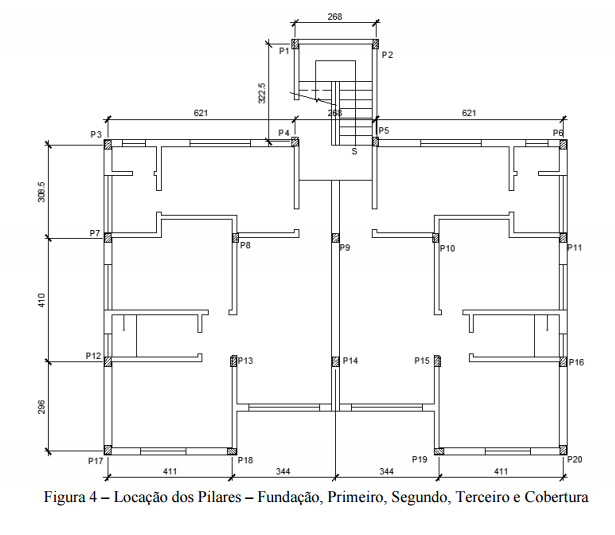 268
P1
P2
322.5
621
268
621
P3
P4
P5
P6
S
308.5
P7
P8
P9
P10
P11
410
P12
P13
P14
P15
P16
296
P17
P18
P19
P20
411
344
344
411
Figura 4 – Locação dos Pilares – Fundação, Primeiro, Segundo, Terceiro e Cobertura